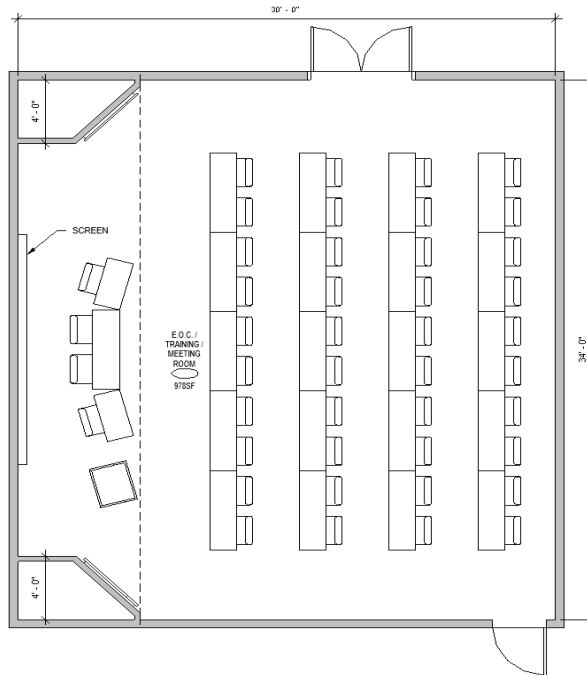 30' - 0"
4' - 0"
SCREEN
E.O.C. /
TRAINING /
MEETING
ROOM
978SF
34' - 0"
4' - 0"